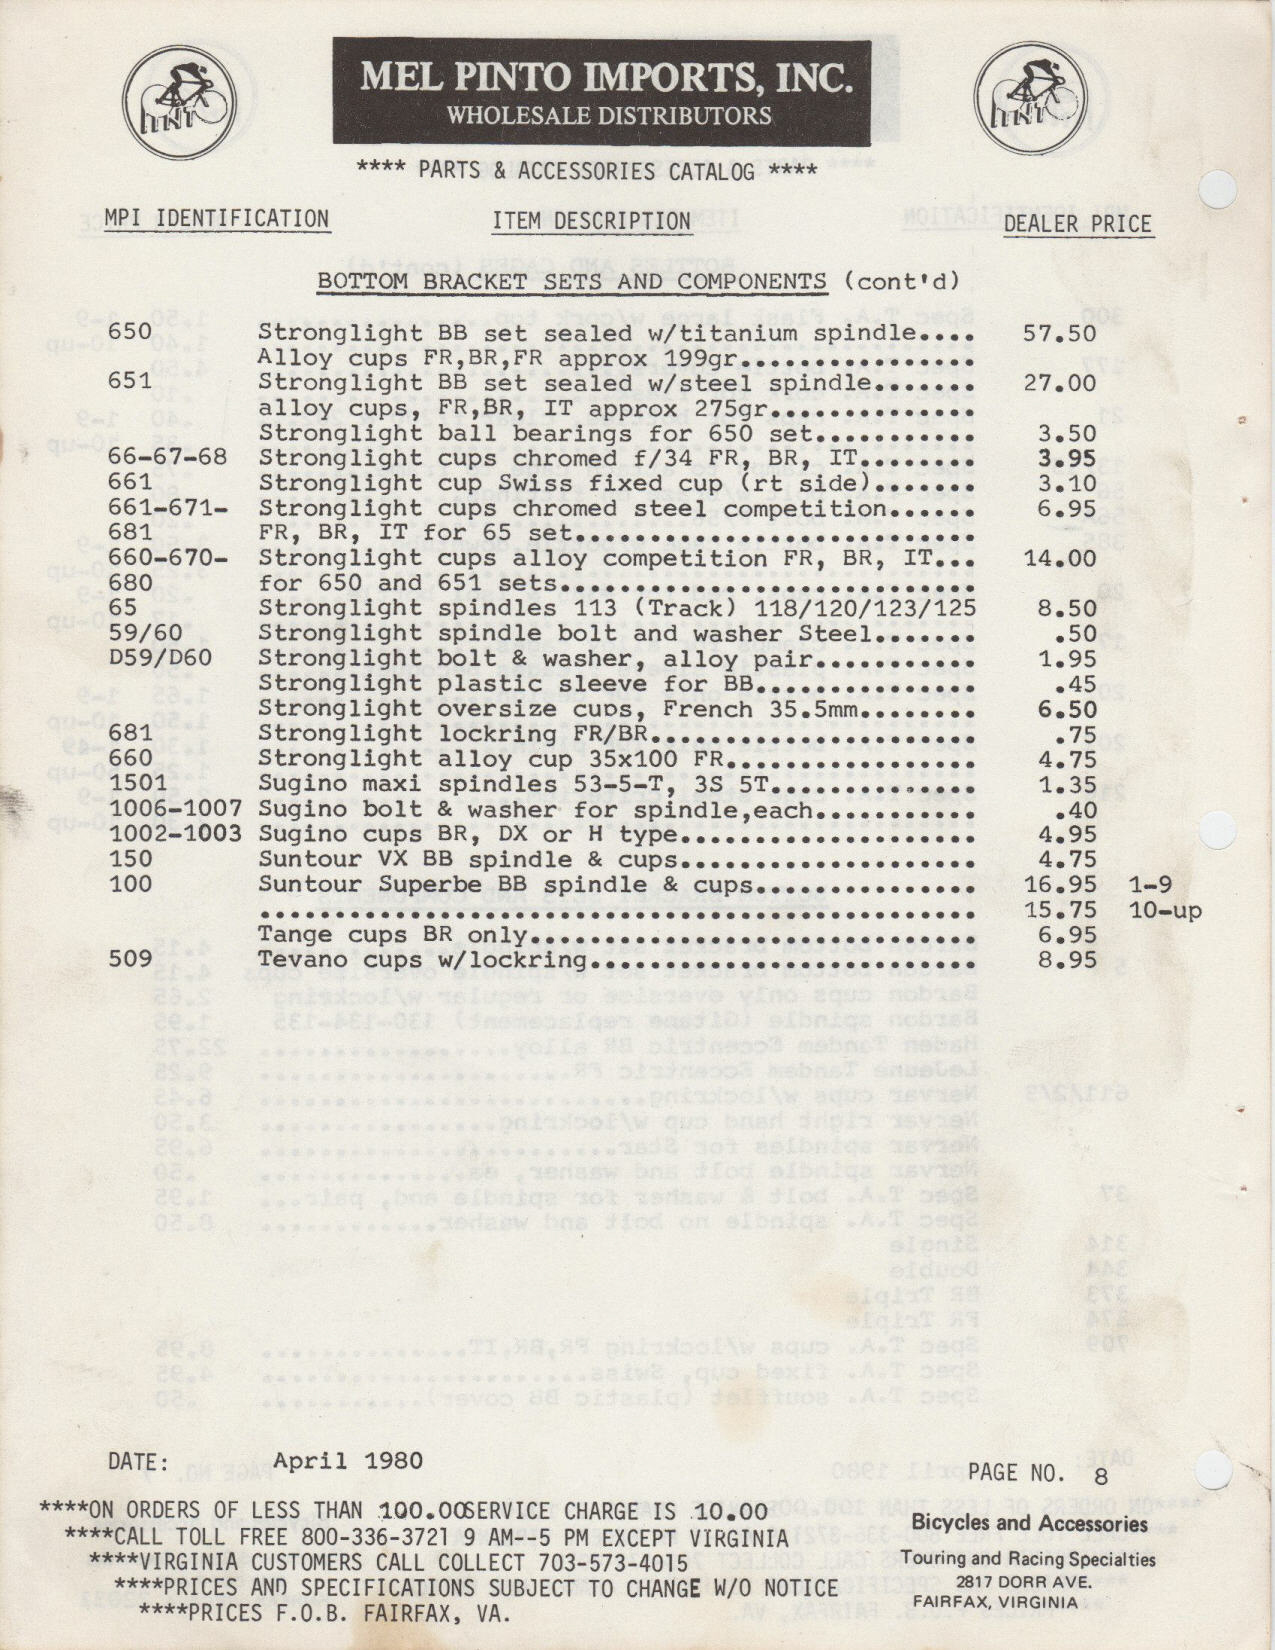 MEL PINTO IMPORTS, INC.
WHOLESALE DISTRIBUTORS
**** PARTS & ACCESSORIES CATALOG ****
MPI IDENTIFICATION ITEM DESCRIPTION DEALER PRICE
BOTTOM BRACKET SETS AND COMPONENTS (cont'd)
650 Stronglight BB set sealed w/titanium spindle.... 57.50
Alloy cups FR,BR,FR approx 199gr................
651 Stronglight BB set sealed w/steel spindle....... 27.00
alloy cups, FR,BR, IT approx 275gr..............
Stronglight ball bearings for 650 set........... 3.50
66-67-68 Stronglight cups chromed f/34 FR, BR, IT........ 3.95
661 Stronglight cup Swiss fixed cup (rt side)....... 3.10
661-671- Stronglight cups chromed steel competition...... 6.95
681 FR, BR, IT for 65 set...........................
660-670- Stronglight cups alloy competition FR, BR, IT... 14.00
680 for 650 and 651 sets............................
65 Stronglight spindles 113 (Track) 118/120/123/125 8.50
59/60 Stronglight spindle bolt and washer Steel....... .50
D59/D60 Stronglight bolt & washer, alloy pair........... 1.95
Stronglight plastic sleeve for BB............... .45
Stronglight oversize cups, French 35.5mm........ 6.50
681 Stronglight lockring FR/BR...................... .75
660 Stronglight alloy cup 35x100 FR................. 4.75
1501 Sugino maxi spindles 53-5-T, 3S 5T.............. 1.35
1006-1007 Sugino bolt & washer for spindle,each........... .40
1002-1003 Sugino cups BR, DX or H type.................... 4.95
150 Suntour VX BB spindle & cups.................... 4.75
100 Suntour Superbe BB spindle & cups............... 16.95 1-9
................................................ 15.75 10-up
Tange cups BR only.............................. 6.95
509 Tevano cups w/lockring.......................... 8.95
DATE: April 1980
PAGE NO. 8
****ON ORDERS OF LESS THAN 100.00SERVICE CHARGE IS 10.00
****CALL TOLL FREE 800-336-3721 9 AM--5 PM EXCEPT VIRGINIA
****VIRGINIA CUSTOMERS CALL COLLECT 703-573-4015
****PRICES AND SPECIFICATIONS SUBJECT TO CHANGE W/O NOTICE
****PRICES F.O.B. FAIRFAX, VA.
Bicycles and Accessories
Touring and Racing Specialties
2817 DORR AVE.
FAIRFAX, VIRGINIA